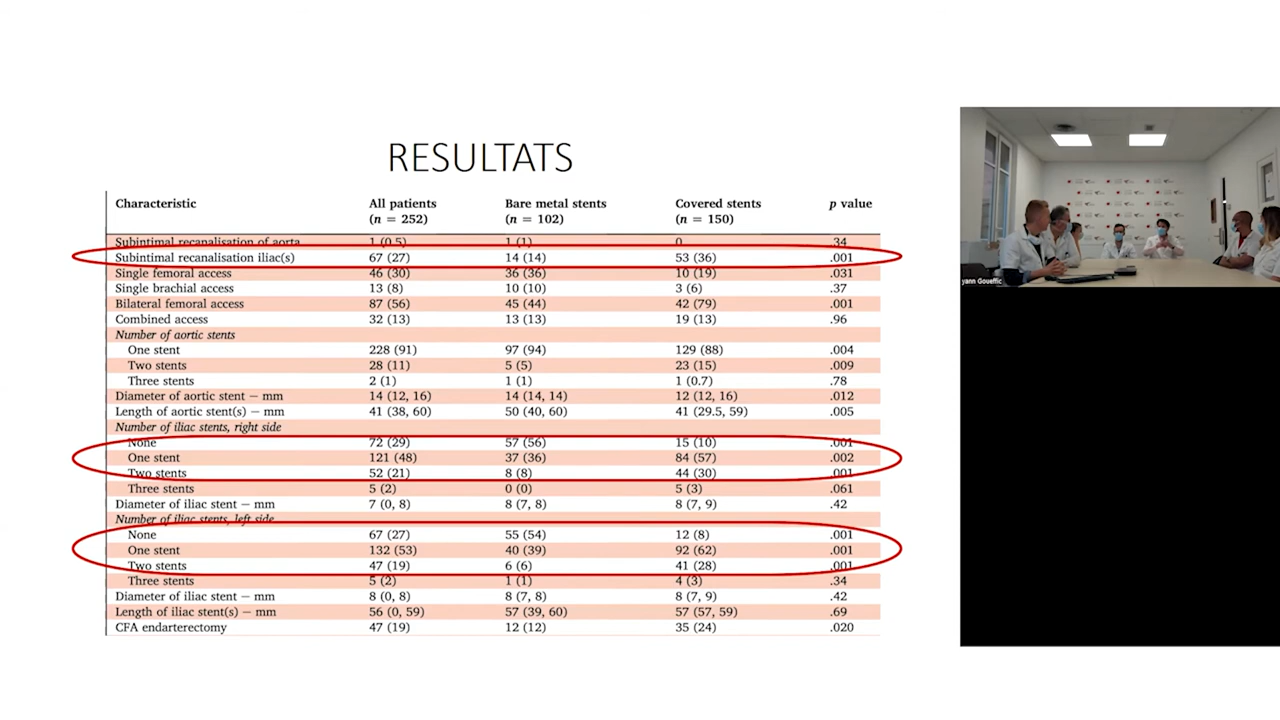 RESULTATS
Characteristic All patients (n = 252) Bare metal stents (n = 102) Covered stents (n = 150) p value
Subintimal recanalisation of aorta 1 (0.5) 1 (1) 0 .34
Subintimal recanalisation iliac(s) 67 (27) 14 (14) 53 (36) .001
Single femoral access 46 (30) 36 (36) 10 (19) .031
Single brachial access 13 (8) 10 (10) 3 (6) .37
Bilateral femoral access 87 (56) 45 (44) 42 (79) .001
Combined access 32 (13) 13 (13) 19 (13) .96
Number of aortic stents
One stent 228 (91) 97 (94) 129 (88) .004
Two stents 28 (11) 5 (5) 23 (15) .009
Three stents 2 (1) 1 (1) 1 (0.7) .78
Diameter of aortic stent – mm 14 (12, 16) 14 (14, 14) 12 (12, 16) .012
Length of aortic stent(s) – mm 41 (38, 60) 50 (40, 60) 41 (29.5, 59) .005
Number of iliac stents, right side
None 72 (29) 57 (56) 15 (10) .001
One stent 121 (48) 37 (36) 84 (57) .002
Two stents 52 (21) 8 (8) 44 (30) .001
Three stents 5 (2) 0 (0) 5 (3) .061
Diameter of iliac stent – mm 7 (0, 8) 8 (7, 8) 8 (7, 9) .42
Number of iliac stents, left side
None 67 (27) 55 (54) 12 (8) .001
One stent 132 (53) 40 (39) 92 (62) .001
Two stents 47 (19) 6 (6) 41 (28) .001
Three stents 5 (2) 1 (1) 4 (3) .34
Diameter of iliac stent – mm 8 (0, 8) 8 (7, 8) 8 (7, 9) .42
Length of iliac stent(s) – mm 56 (0, 59) 57 (39, 60) 57 (57, 59) .69
CFA endarterectomy 47 (19) 12 (12) 35 (24) .020
yann Goueffic